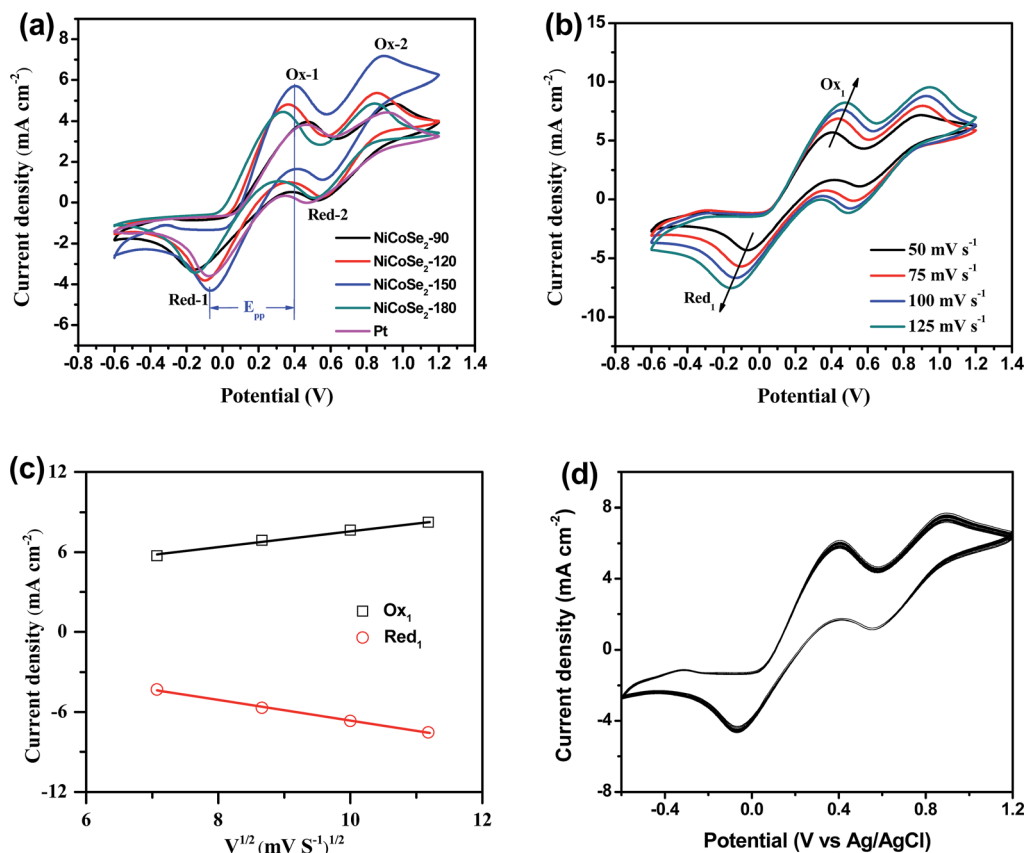 (a)
8
6
4
2
0
-2
-4
-6
Current density (mA cm⁻²)
Ox-1
Ox-2
Red-2
Red-1
Eₚₚ
NiCoSe₂-90
NiCoSe₂-120
NiCoSe₂-150
NiCoSe₂-180
Pt
-0.8 -0.6 -0.4 -0.2 0.0 0.2 0.4 0.6 0.8 1.0 1.2 1.4
Potential (V)
(b)
15
10
5
0
-5
-10
Current density (mA cm⁻²)
Ox₁
Red₁
50 mV s⁻¹
75 mV s⁻¹
100 mV s⁻¹
125 mV s⁻¹
-0.8 -0.6 -0.4 -0.2 0.0 0.2 0.4 0.6 0.8 1.0 1.2 1.4
Potential (V)
(c)
12
6
0
-6
-12
Current density (mA cm⁻²)
Ox₁
Red₁
6 8 10 12
V¹ᐟ² (mV S⁻¹)¹ᐟ²
(d)
8
4
0
-4
-8
Current density (mA cm⁻²)
-0.4 0.0 0.4 0.8 1.2
Potential (V vs Ag/AgCl)